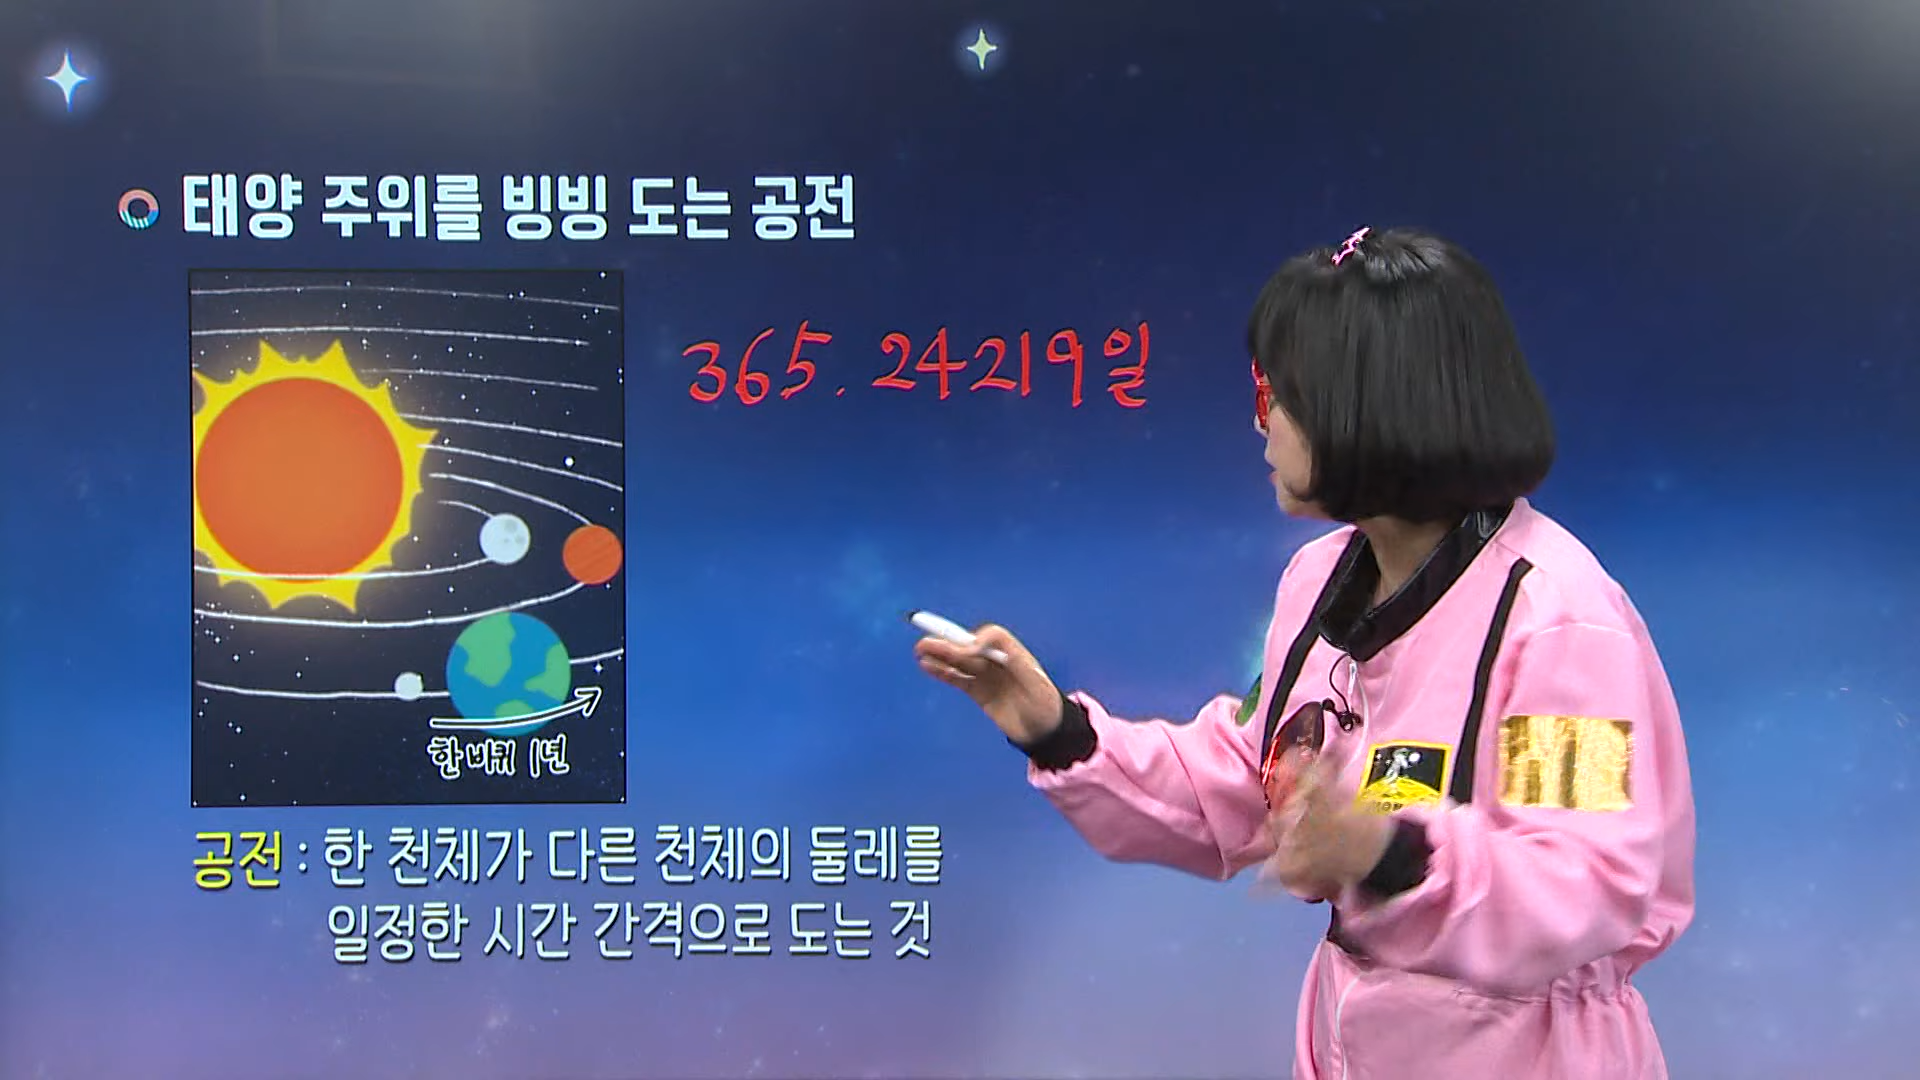 태양 주위를 빙빙 도는 공전
365.24219일
한 바퀴 1년
공전 : 한 천체가 다른 천체의 둘레를
일정한 시간 간격으로 도는 것